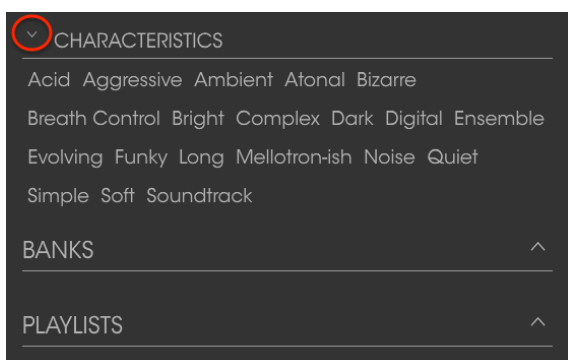 CHARACTERISTICS
Acid Aggressive Ambient Atonal Bizarre
Breath Control Bright Complex Dark Digital Ensemble
Evolving Funky Long Mellotron-ish Noise Quiet
Simple Soft Soundtrack
BANKS
PLAYLISTS